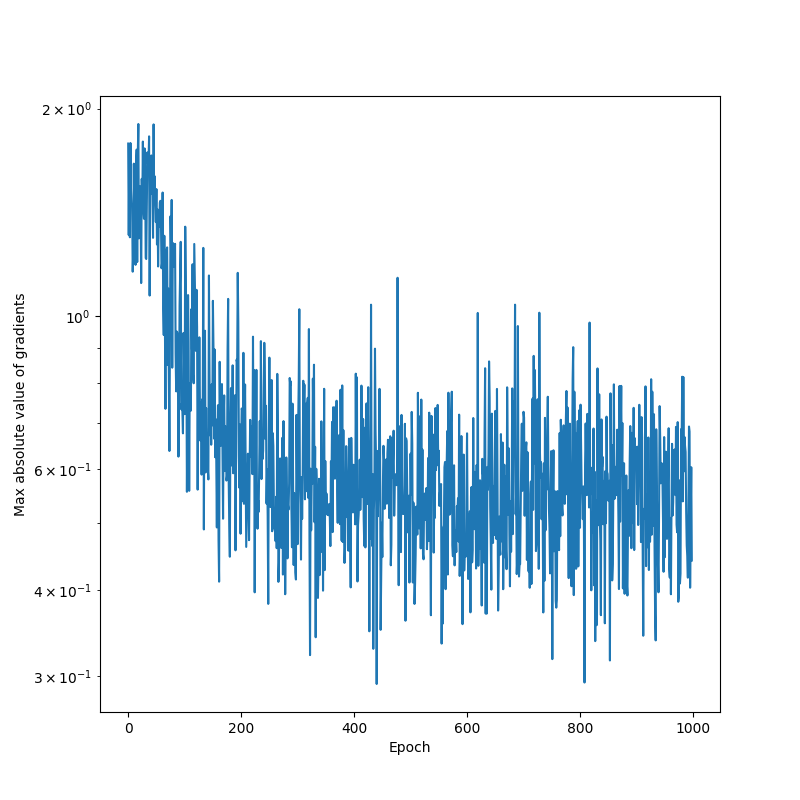 Max absolute value of gradients
2 × 10⁰
10⁰
6 × 10⁻¹
4 × 10⁻¹
3 × 10⁻¹
0 200 400 600 800 1000
Epoch